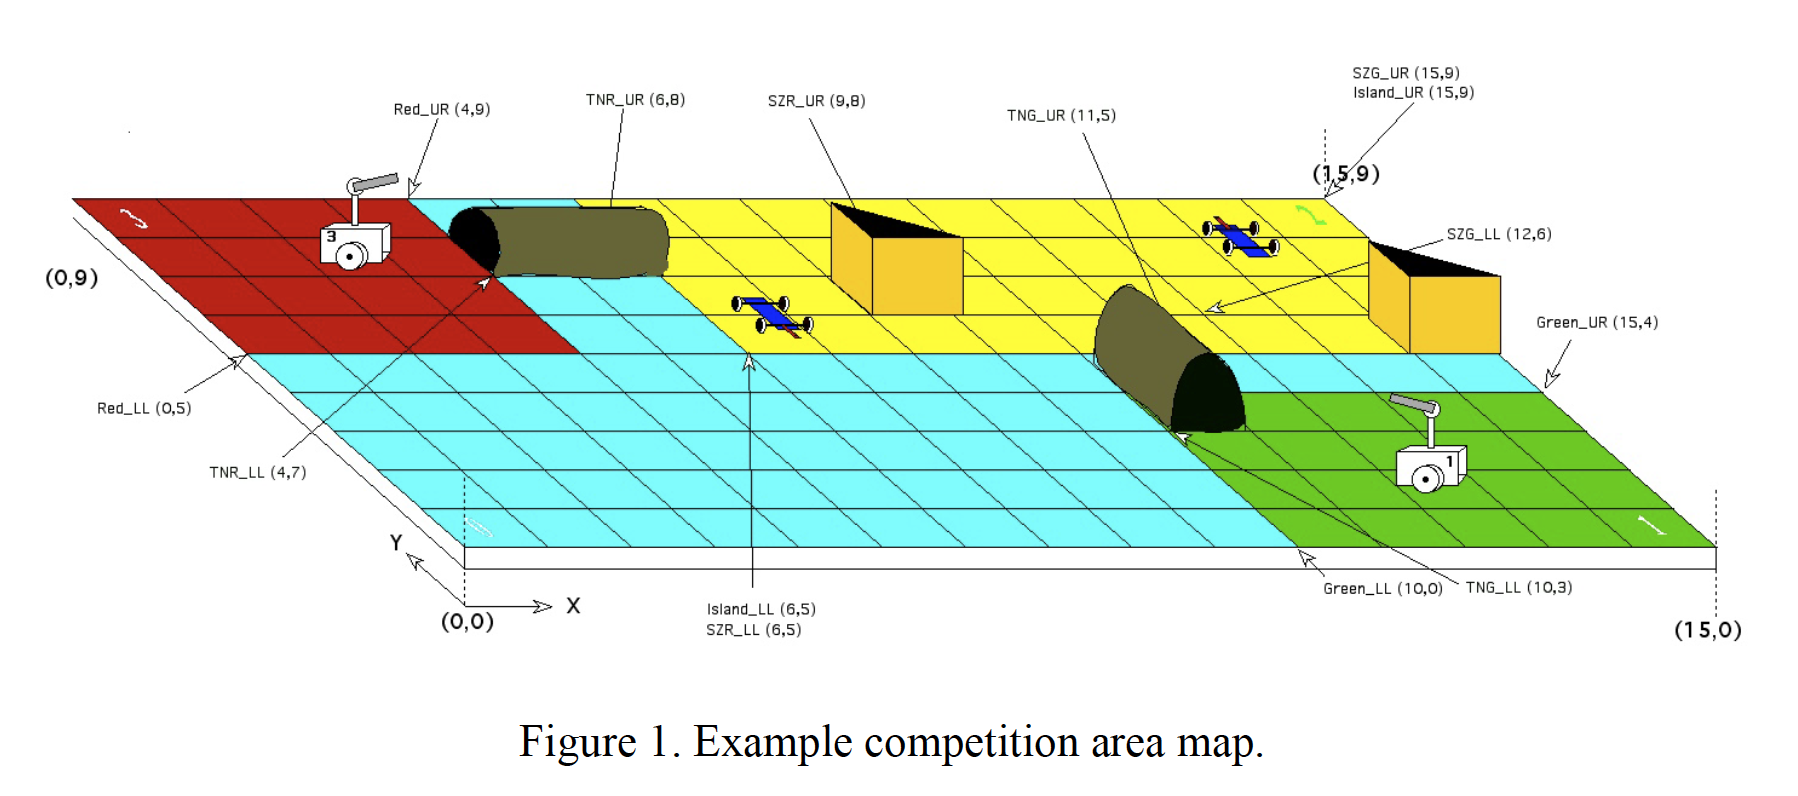 SZG_UR (15,9)
Island_UR (15,9)
Red_UR (4,9)
TNR_UR (6,8)
SZR_UR (9,8)
TNG_UR (11,5)
(15,9)
3
SZG_LL (12,6)
(0,9)
Green_UR (15,4)
Red_LL (0,5)
TNR_LL (4,7)
1
Y
X
(0,0)
Island_LL (6,5)
SZR_LL (6,5)
Green_LL (10,0)
TNG_LL (10,3)
(15,0)
Figure 1. Example competition area map.